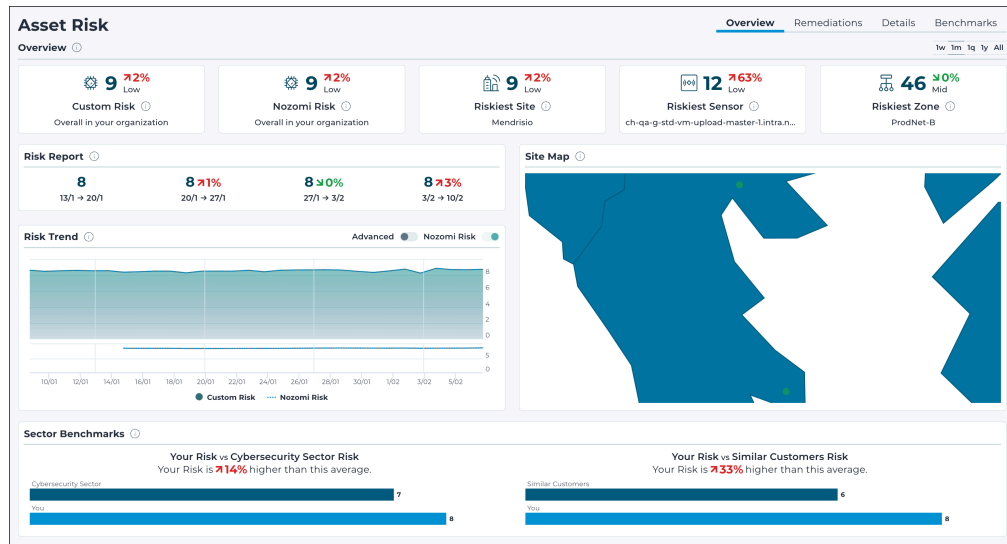 Asset Risk
Overview Remediations Details Benchmarks
Overview
1w 1m 1q 1y All
9 2% Low
Custom Risk
Overall in your organization
9 2% Low
Nozomi Risk
Overall in your organization
9 2% Low
Riskiest Site
Mendrisio
12 63% Low
Riskiest Sensor
ch-qa-g-std-vm-upload-master-1.intra.n...
46 0% Mid
Riskiest Zone
ProdNet-B
Risk Report
8 8 1% 8 0% 8 3%
13/1 → 20/1 20/1 → 27/1 27/1 → 3/2 3/2 → 10/2
Risk Trend Advanced Nozomi Risk
8
6
4
2
0
5
0
10/01 12/01 14/01 16/01 18/01 20/01 22/01 24/01 26/01 28/01 30/01 1/02 3/02 5/02
Custom Risk Nozomi Risk
Site Map
Sector Benchmarks
Your Risk vs Cybersecurity Sector Risk
Your Risk is 14% higher than this average.
Cybersecurity Sector
7
You
8
Your Risk vs Similar Customers Risk
Your Risk is 33% higher than this average.
Similar Customers
6
You
8